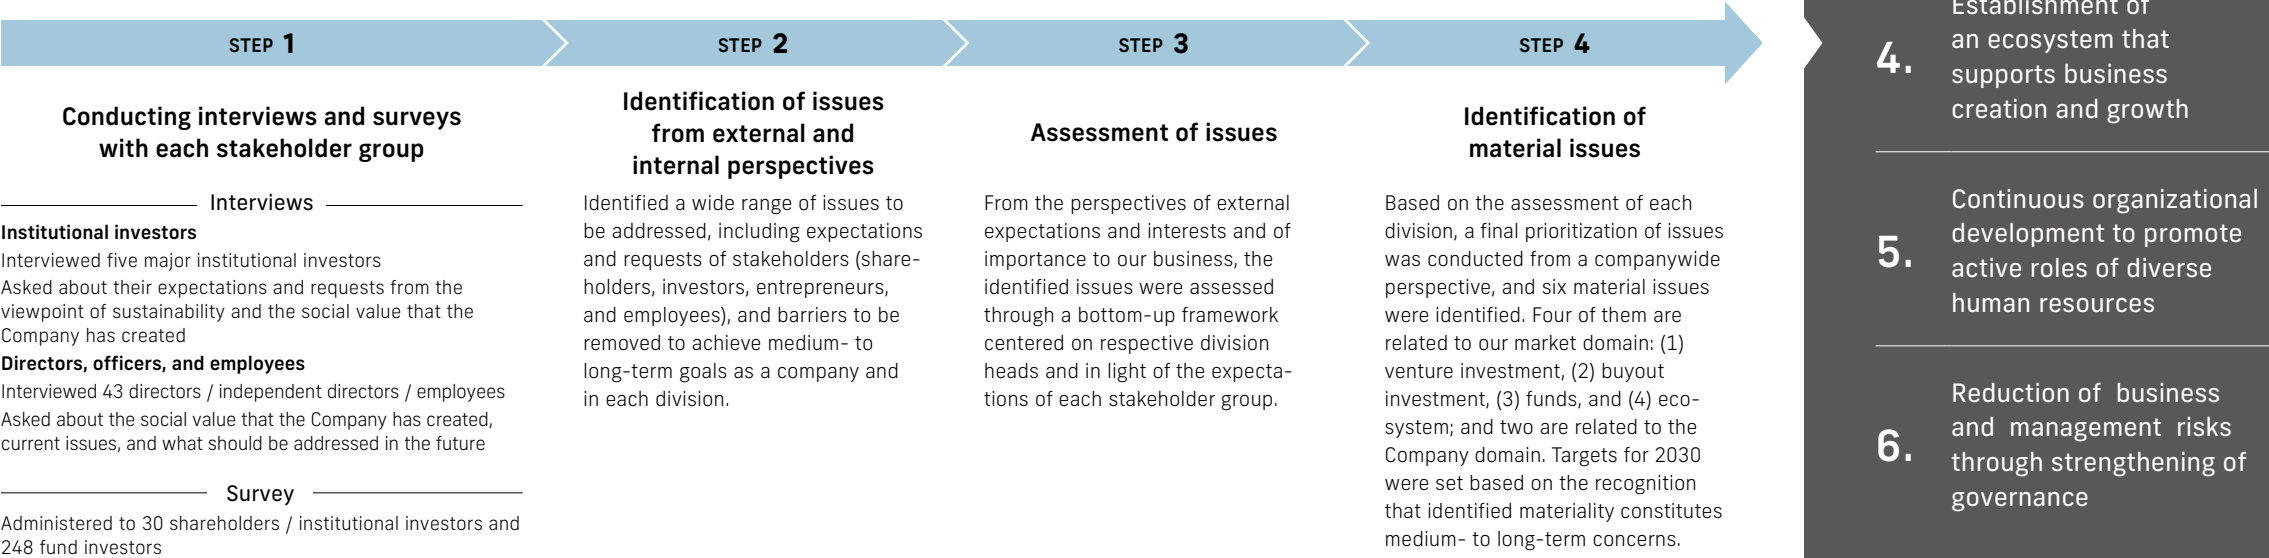 STEP 1
Conducting interviews and surveys
with each stakeholder group
Interviews
Institutional investors
Interviewed five major institutional investors
Asked about their expectations and requests from the
viewpoint of sustainability and the social value that the
Company has created
Directors, officers, and employees
Interviewed 43 directors / independent directors / employees
Asked about the social value that the Company has created,
current issues, and what should be addressed in the future
Survey
Administered to 30 shareholders / institutional investors and
248 fund investors
STEP 2
Identification of issues
from external and
internal perspectives
Identified a wide range of issues to
be addressed, including expectations
and requests of stakeholders (share-
holders, investors, entrepreneurs,
and employees), and barriers to be
removed to achieve medium- to
long-term goals as a company and
in each division.
STEP 3
Assessment of issues
From the perspectives of external
expectations and interests and of
importance to our business, the
identified issues were assessed
through a bottom-up framework
centered on respective division
heads and in light of the expecta-
tions of each stakeholder group.
STEP 4
Identification of
material issues
Based on the assessment of each
division, a final prioritization of issues
was conducted from a companywide
perspective, and six material issues
were identified. Four of them are
related to our market domain: (1)
venture investment, (2) buyout
investment, (3) funds, and (4) eco-
system; and two are related to the
Company domain. Targets for 2030
were set based on the recognition
that identified materiality constitutes
medium- to long-term concerns.
4.
Establishment of
an ecosystem that
supports business
creation and growth
5.
Continuous organizational
development to promote
active roles of diverse
human resources
6.
Reduction of business
and management risks
through strengthening of
governance